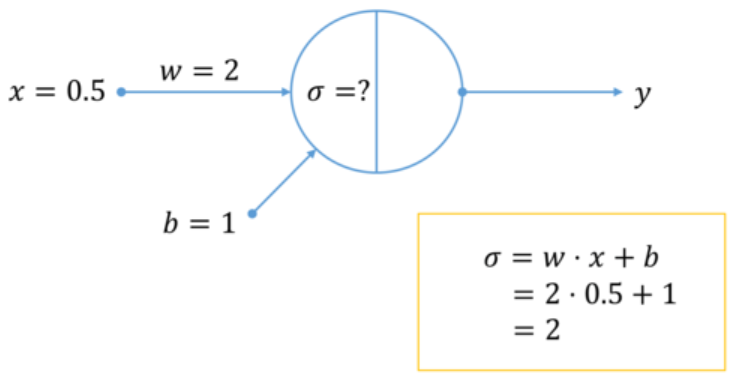 w = 2
x = 0.5
σ =?
y
b = 1
σ = w · x + b
= 2 · 0.5 + 1
= 2